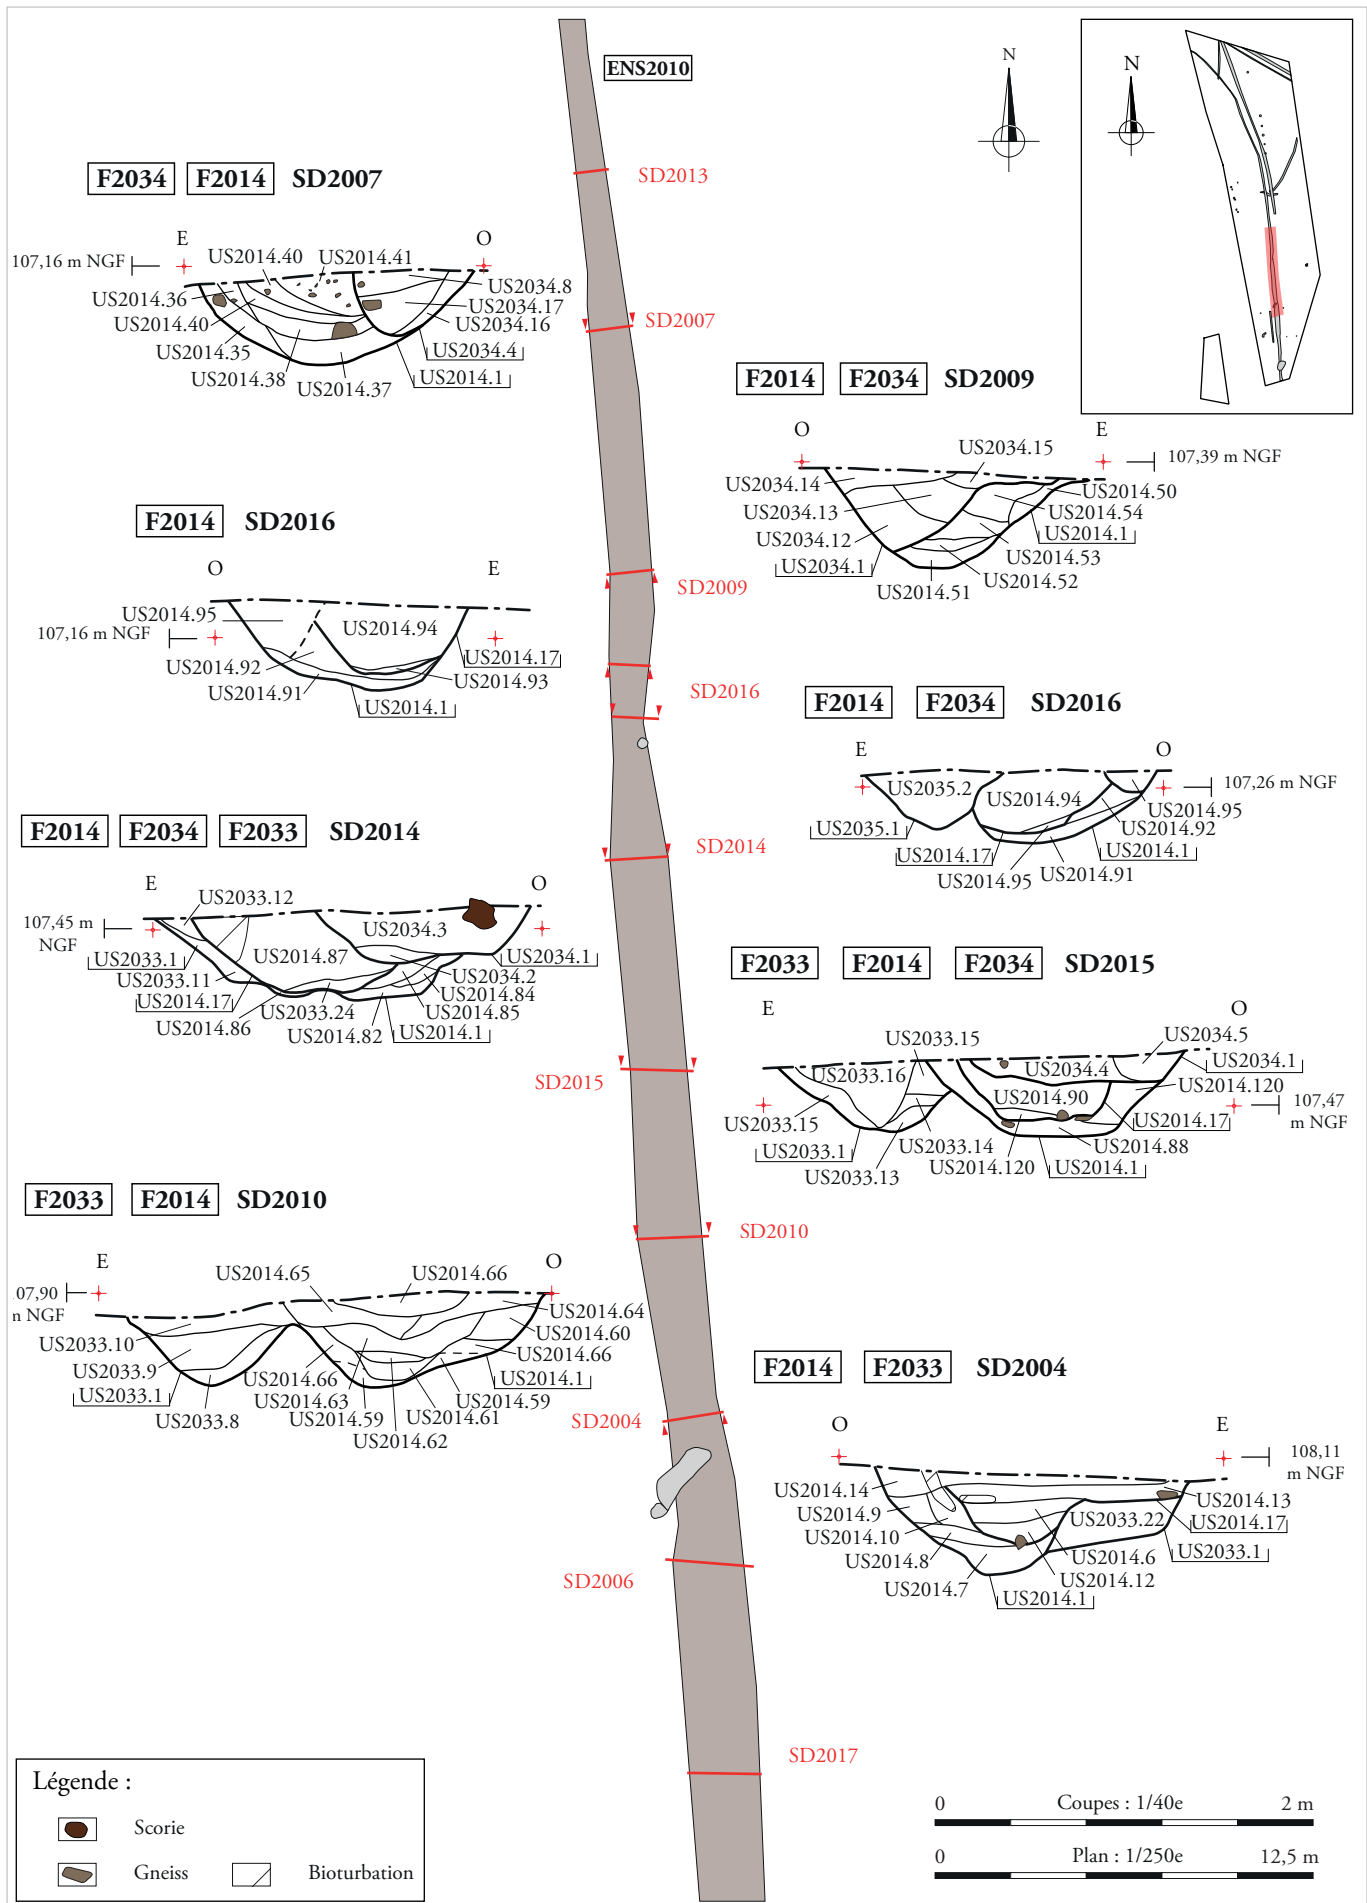 ENS2010
N
N
SD2013
SD2007
SD2009
SD2016
SD2014
SD2015
SD2010
SD2004
SD2006
SD2017
F2034 F2014 SD2007
E
O
107,16 m NGF
US2014.40
US2014.41
US2034.8
US2014.36
US2034.17
US2014.40
US2034.16
US2014.35
US2034.4
US2014.38
US2014.1
US2014.37
F2014 F2034 SD2009
O
E
107,39 m NGF
US2034.15
US2034.14
US2014.50
US2034.13
US2014.54
US2034.12
US2014.1
US2034.1
US2014.53
US2014.52
US2014.51
F2014 SD2016
O
E
US2014.95
107,16 m NGF
US2014.94
US2014.92
US2014.17
US2014.91
US2014.93
US2014.1
F2014 F2034 SD2016
E
O
US2035.2
107,26 m NGF
US2014.94
US2014.95
US2035.1
US2014.92
US2014.17
US2014.1
US2014.95
US2014.91
F2014 F2034 F2033 SD2014
E
O
US2033.12
107,45 m
NGF
US2034.3
US2014.87
US2033.1
US2034.1
US2033.11
US2034.2
US2014.17
US2014.84
US2033.24
US2014.85
US2014.86
US2014.82
US2014.1
F2033 F2014 F2034 SD2015
E
O
US2033.15
US2034.5
US2033.16
US2034.4
US2034.1
US2014.120
US2014.90
107,47
m NGF
US2033.15
US2014.17
US2033.1
US2033.14
US2014.88
US2033.13
US2014.120
US2014.1
F2033 F2014 SD2010
E
O
US2014.65
US2014.66
07,90
n NGF
US2014.64
US2033.10
US2014.60
US2033.9
US2014.66
US2033.1
US2014.66
US2014.1
US2033.8
US2014.63
US2014.59
US2014.59
US2014.61
US2014.62
F2014 F2033 SD2004
O
E
108,11
m NGF
US2014.14
US2014.13
US2014.9
US2033.22
US2014.17
US2014.10
US2014.6
US2033.1
US2014.8
US2014.12
US2014.7
US2014.1
Légende :
Scorie
Gneiss
Bioturbation
0 Coupes : 1/40e 2 m
0 Plan : 1/250e 12,5 m